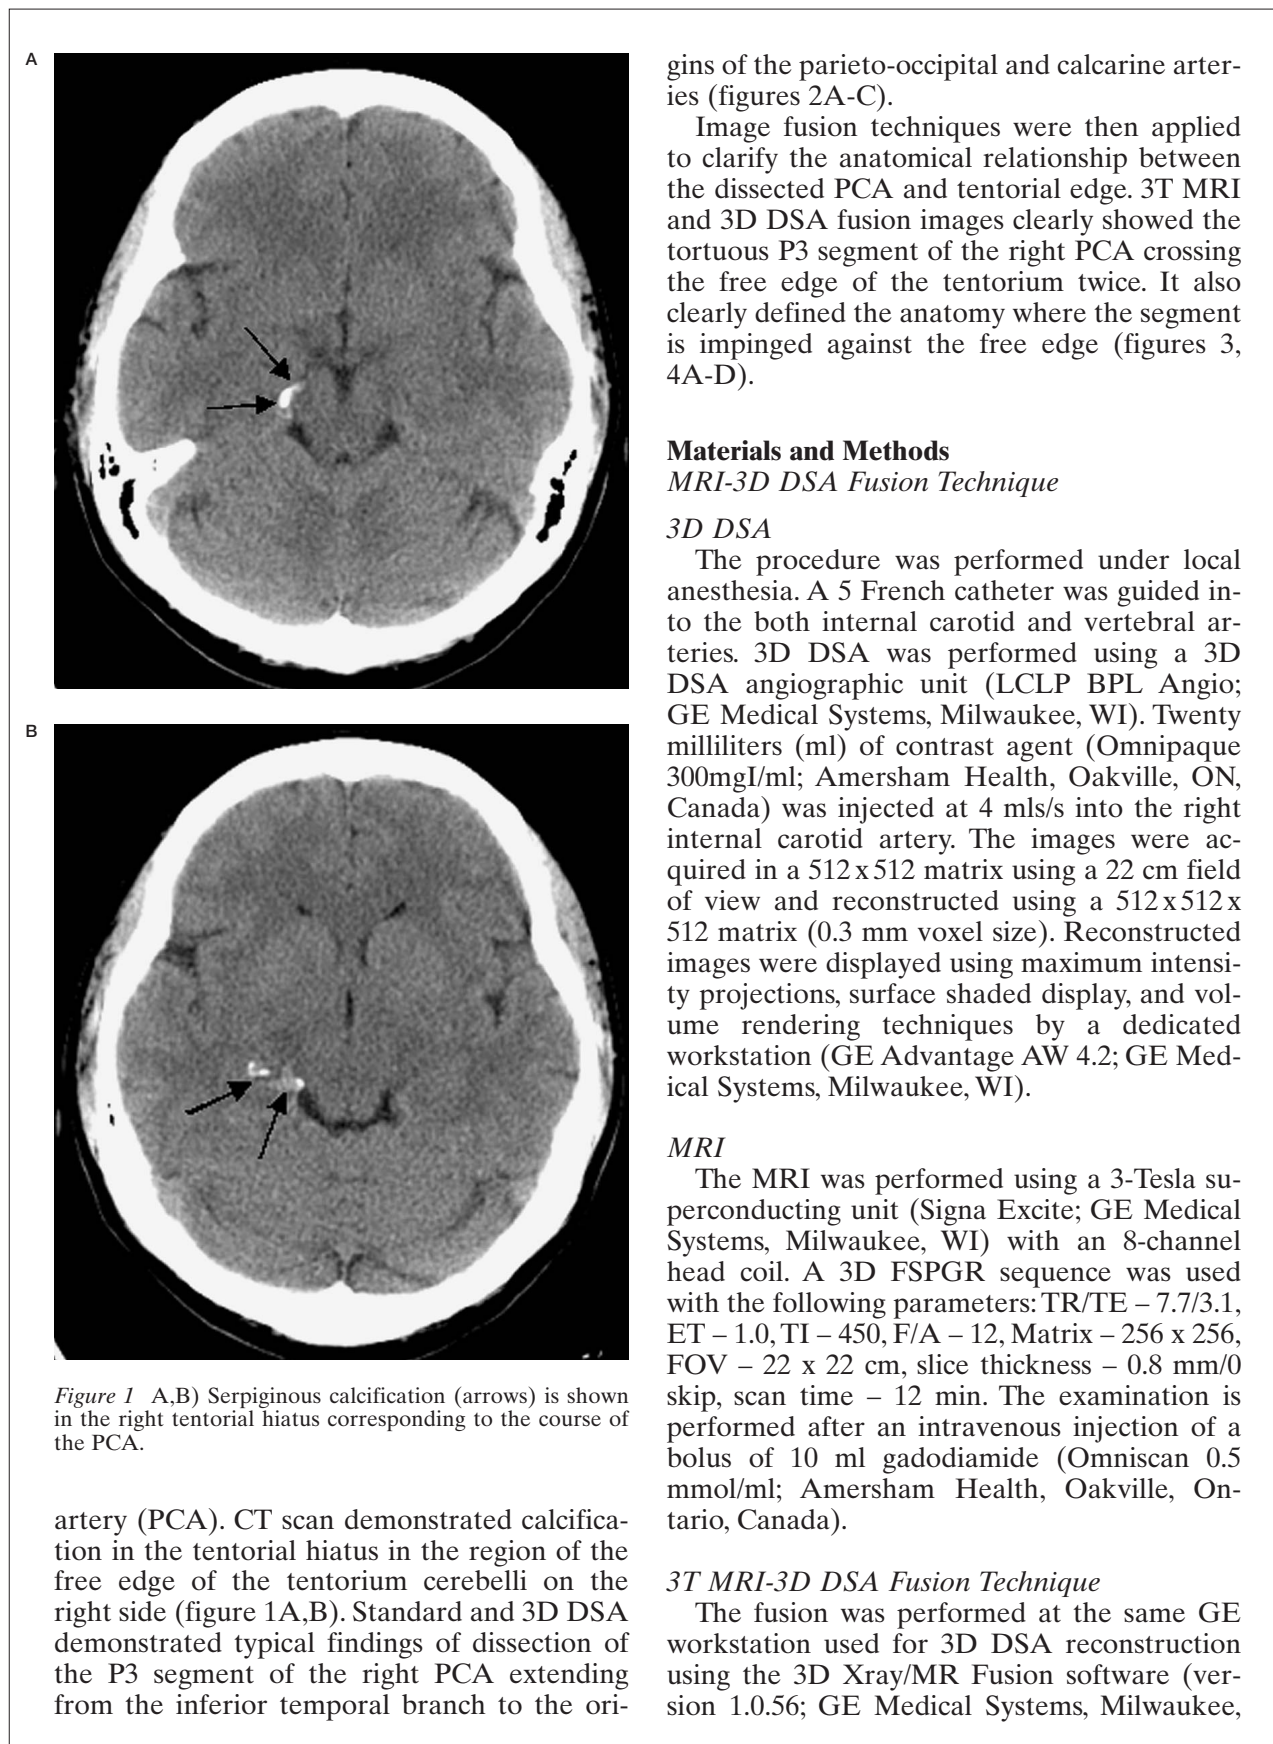 A
B
Figure 1 A,B) Serpiginous calcification (arrows) is shown
in the right tentorial hiatus corresponding to the course of
the PCA.
artery (PCA). CT scan demonstrated calcifica-
tion in the tentorial hiatus in the region of the
free edge of the tentorium cerebelli on the
right side (figure 1A,B). Standard and 3D DSA
demonstrated typical findings of dissection of
the P3 segment of the right PCA extending
from the inferior temporal branch to the ori-
gins of the parieto-occipital and calcarine arter-
ies (figures 2A-C).
Image fusion techniques were then applied
to clarify the anatomical relationship between
the dissected PCA and tentorial edge. 3T MRI
and 3D DSA fusion images clearly showed the
tortuous P3 segment of the right PCA crossing
the free edge of the tentorium twice. It also
clearly defined the anatomy where the segment
is impinged against the free edge (figures 3,
4A-D).
Materials and Methods
MRI-3D DSA Fusion Technique
3D DSA
The procedure was performed under local
anesthesia. A 5 French catheter was guided in-
to the both internal carotid and vertebral ar-
teries. 3D DSA was performed using a 3D
DSA angiographic unit (LCLP BPL Angio;
GE Medical Systems, Milwaukee, WI). Twenty
milliliters (ml) of contrast agent (Omnipaque
300mgI/ml; Amersham Health, Oakville, ON,
Canada) was injected at 4 mls/s into the right
internal carotid artery. The images were ac-
quired in a 512 x 512 matrix using a 22 cm field
of view and reconstructed using a 512 x 512 x
512 matrix (0.3 mm voxel size). Reconstructed
images were displayed using maximum intensi-
ty projections, surface shaded display, and vol-
ume rendering techniques by a dedicated
workstation (GE Advantage AW 4.2; GE Med-
ical Systems, Milwaukee, WI).
MRI
The MRI was performed using a 3-Tesla su-
perconducting unit (Signa Excite; GE Medical
Systems, Milwaukee, WI) with an 8-channel
head coil. A 3D FSPGR sequence was used
with the following parameters: TR/TE – 7.7/3.1,
ET – 1.0, TI – 450, F/A – 12, Matrix – 256 x 256,
FOV – 22 x 22 cm, slice thickness – 0.8 mm/0
skip, scan time – 12 min. The examination is
performed after an intravenous injection of a
bolus of 10 ml gadodiamide (Omniscan 0.5
mmol/ml; Amersham Health, Oakville, On-
tario, Canada).
3T MRI-3D DSA Fusion Technique
The fusion was performed at the same GE
workstation used for 3D DSA reconstruction
using the 3D Xray/MR Fusion software (ver-
sion 1.0.56; GE Medical Systems, Milwaukee,